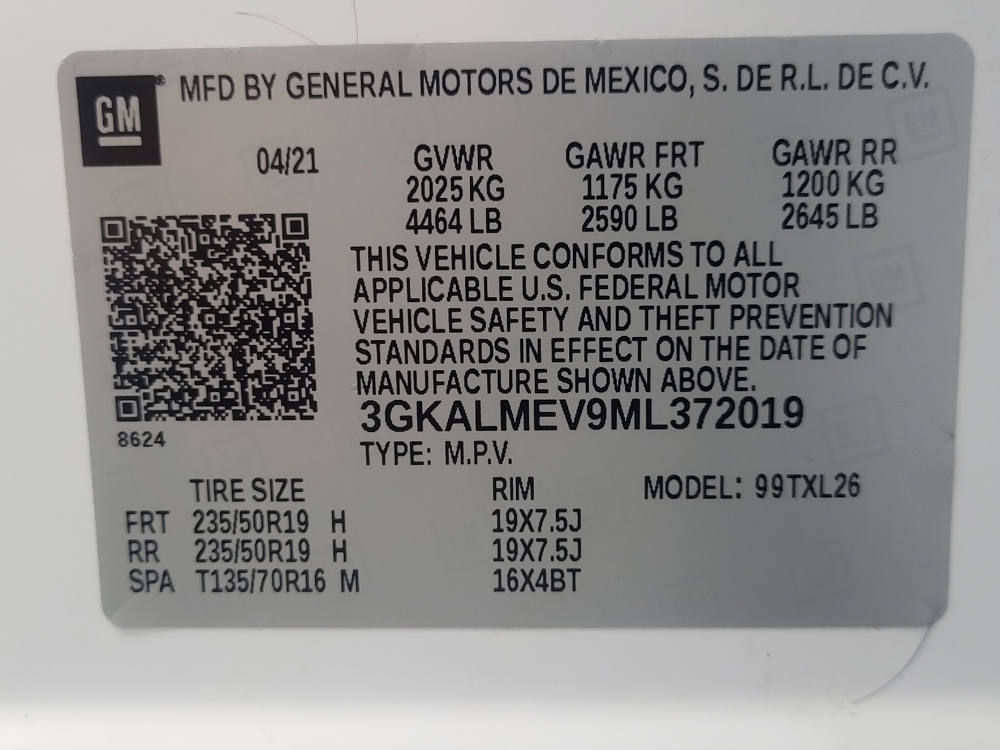 GM MFD BY GENERAL MOTORS DE MEXICO, S. DE R.L. DE C.V.
04/21 GVWR GAWR FRT GAWR RR
2025 KG 1175 KG 1200 KG
4464 LB 2590 LB 2645 LB
THIS VEHICLE CONFORMS TO ALL
APPLICABLE U.S. FEDERAL MOTOR
VEHICLE SAFETY AND THEFT PREVENTION
STANDARDS IN EFFECT ON THE DATE OF
MANUFACTURE SHOWN ABOVE.
3GKALMEV9ML372019
8624
TYPE: M.P.V.
TIRE SIZE RIM MODEL: 99TXL26
FRT 235/50R19 H 19X7.5J
RR 235/50R19 H 19X7.5J
SPA T135/70R16 M 16X4BT